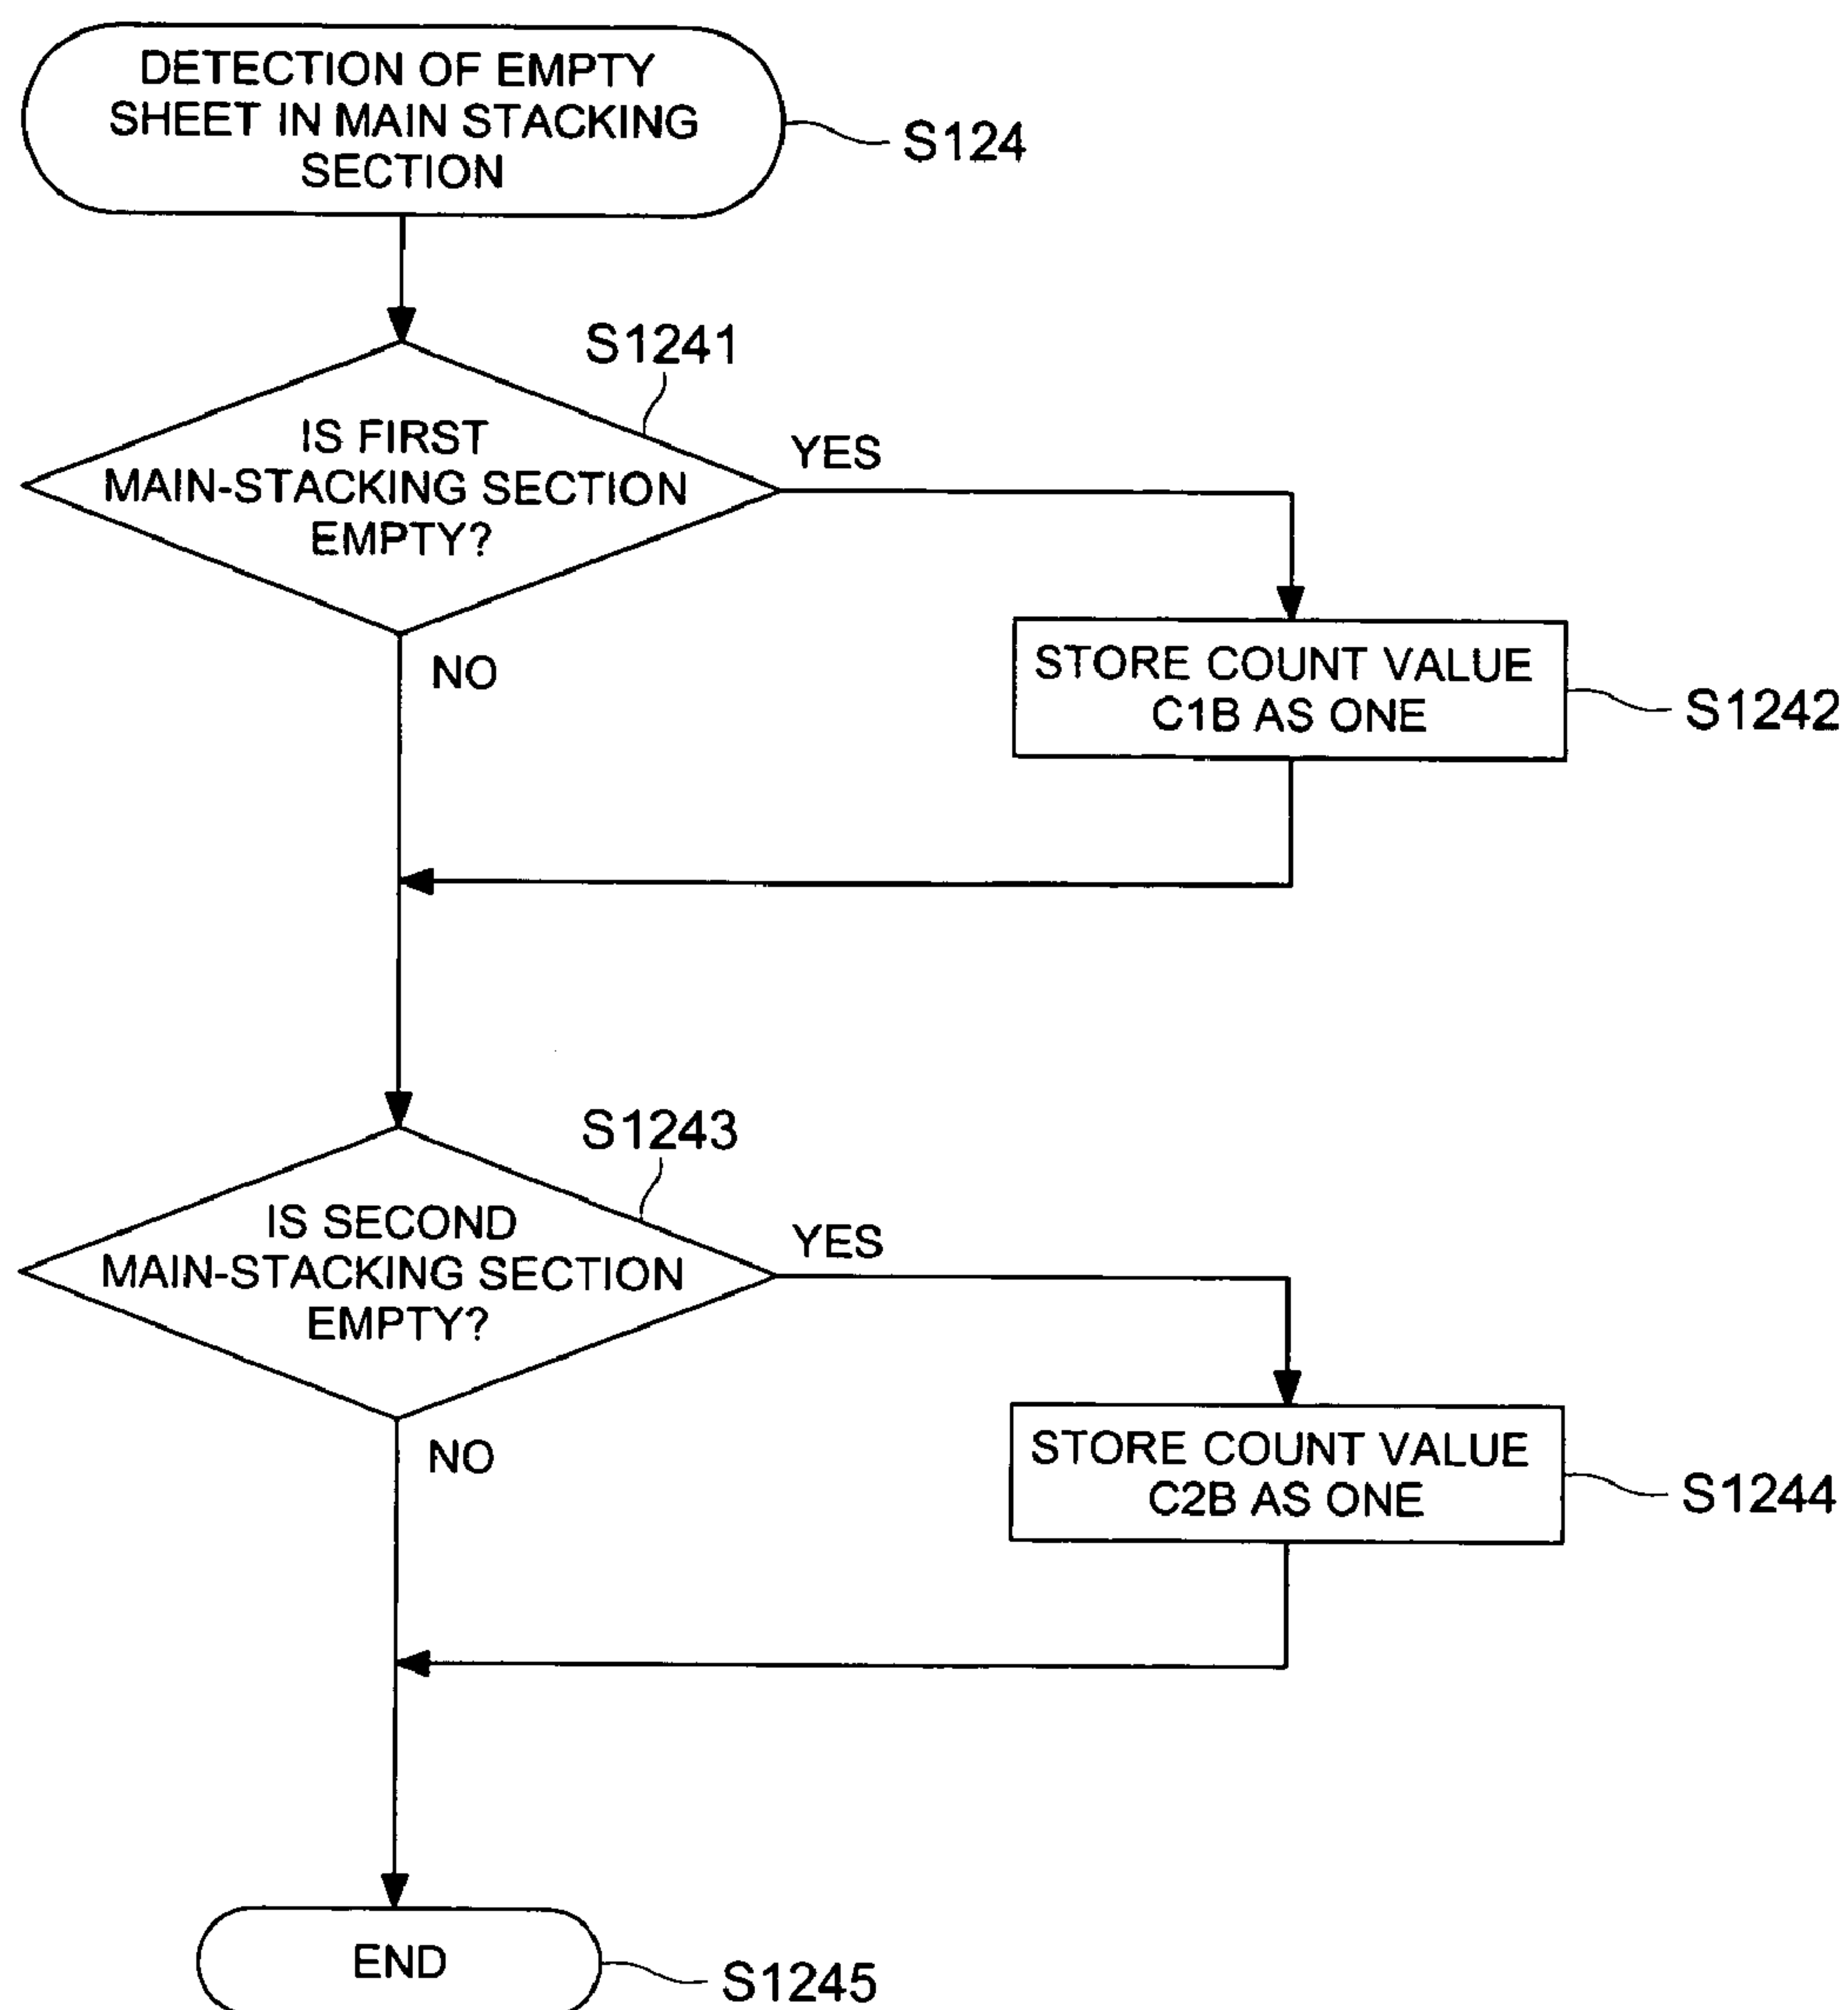 DETECTION OF EMPTY
SHEET IN MAIN STACKING
SECTION
S124
S1241
IS FIRST
MAIN-STACKING SECTION
EMPTY?
YES
NO
STORE COUNT VALUE
C1B AS ONE
S1242
S1243
IS SECOND
MAIN-STACKING SECTION
EMPTY?
YES
NO
STORE COUNT VALUE
C2B AS ONE
S1244
END
S1245